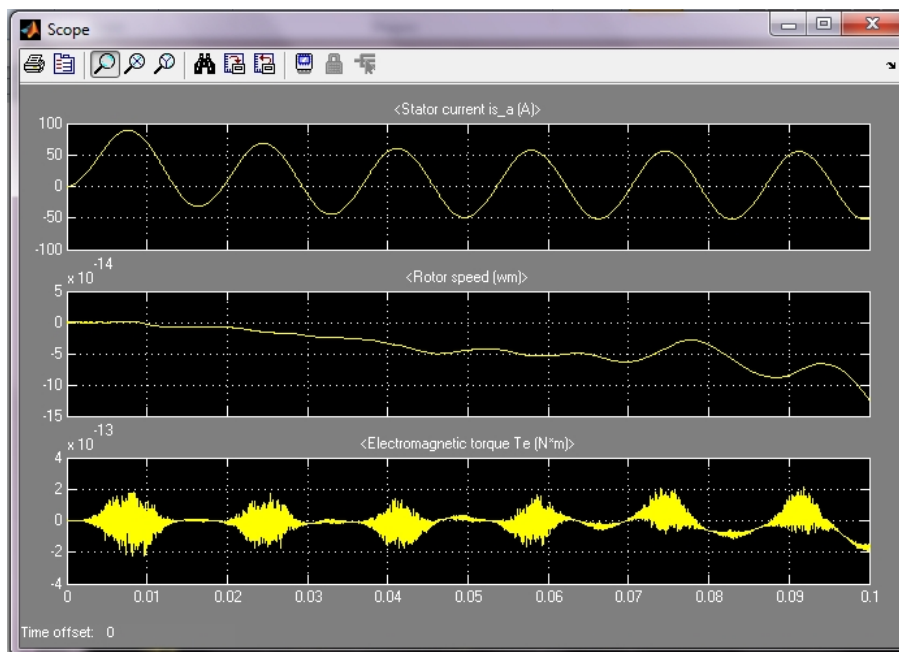 Scope
<Stator current is_a (A)>
100
50
0
-50
-100
x 10^-14
<Rotor speed (wm)>
5
0
-5
-10
-15
x 10^-13
<Electromagnetic torque Te (N*m)>
4
2
0
-2
-4
0 0.01 0.02 0.03 0.04 0.05 0.06 0.07 0.08 0.09 0.1
Time offset: 0